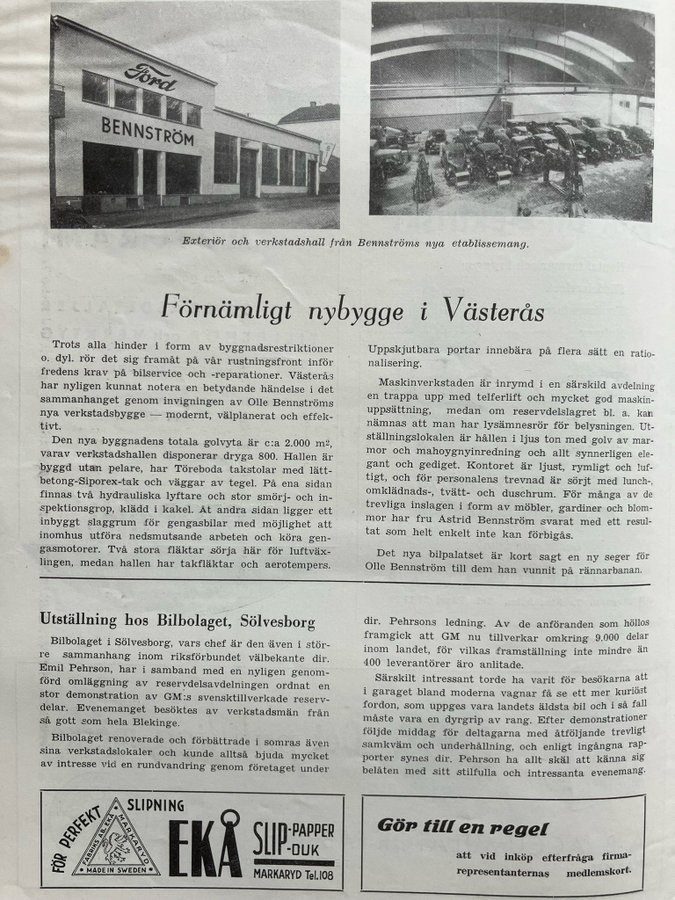 Ford
BENNSTRÖM
Exteriör och verkstadshall från Bennströms nya etablissemang.
Förnämligt nybygge i Västerås
Trots alla hinder i form av byggnadsrestriktioner
o. dyl. rör det sig framåt på vår rustningsfront inför
fredens krav på bilservice och -reparationer. Västerås
har nyligen kunnat notera en betydande händelse i det
sammanhanget genom invigningen av Olle Bennströms
nya verkstadsbygge — modernt, välplanerat och effek-
tivt.
Den nya byggnadens totala golvyta är c:a 2.000 m²,
varav verkstadshallen disponerar dryga 800. Hallen är
byggd utan pelare, har Töreboda takstolar med lätt-
betong-Siporex-tak och väggar av tegel. På ena sidan
finnas två hydrauliska lyftare och stor smörj- och in-
spektionsgrop, klädd i kakel. Å t andra sidan ligger ett
inbyggt slaggrum för gengasbilar med möjlighet att
inomhus utföra nedsmutsande arbeten och köra gen-
gasmotorer. Två stora fläktar sörja här för luftväx-
lingen, medan hallen har takfläktar och aerotempers.
Uppskjutbara portar innebära på flera sätt en ratio-
nalisering.
Maskinverkstaden är inrymd i en särskild avdelning
en trappa upp med telferlift och mycket god maskin-
uppsättning, medan om reservdelslagret bl. a. kan
nämnas att man har lysämnesrör för belysningen. Ut-
ställningslokalen är hållen i ljus ton med golv av mar-
mor och mahognyinredning och allt synnerligen ele-
gant och gediget. Kontoret är ljust, rymligt och luf-
tigt, och för personalens trevnad är sörjt med lunch-,
omklädnads-, tvätt- och duschrum. För många av de
trevliga inslagen i form av möbler, gardiner och blom-
mor har fru Astrid Bennström svarat med ett resul-
tat som helt enkelt inte kan förbigås.
Det nya bilpalatset är kort sagt en ny seger för
Olle Bennström till dem han vunnit på rännarbanan.
Utställning hos Bilbolaget, Sölvesborg
Bilbolaget i Sölvesborg, vars chef är den även i stör-
re sammanhang inom riksförbundet välbekante dir.
Emil Pehrson, har i samband med en nyligen genom-
förd omläggning av reservdelsavdelningen ordnat en
stor demonstration av GM:s svensktillverkade reserv-
delar. Evenemanget besöktes av verkstadsmän från
så gott som hela Blekinge.
Bilbolaget renoverade och förbättrade i somras även
sina verkstadslokaler och kunde alltså bjuda mycket
av intresse vid en rundvandring genom företaget under
dir. Pehrsons ledning. Av de anföranden som höllos
framgick att GM nu tillverkar omkring 9.000 delar
inom landet, för vilkas framställning inte mindre än
400 leverantörer äro anlitade.
Särskilt intressant torde ha varit för besökarna att
i garaget bland moderna vagnar få se ett mer kuriöst
fordon, som uppges vara landets äldsta bil och i så fall
måste vara en dyrgrip av rang. Efter demonstrationer
följde middag för deltagarna med åtföljande trevligt
samkväm och underhållning, och enligt ingångna rap-
porter synes dir. Pehrson ha allt skäl att känna sig
belåten med sitt stilfulla och intressanta evenemang.
FÖR PERFEKT SLIPNING
FABRIKS AB. EKÅ MARKARYD
MADE IN SWEDEN
EKÅ
SLIP-PAPPER
-DUK
MARKARYD Tel. 108
Gör till en regel
att vid inköp efterfråga firma-
representanternas medlemskort.